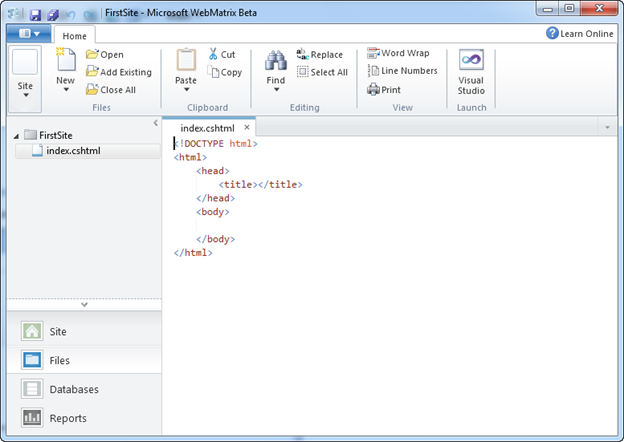 FirstSite - Microsoft WebMatrix Beta
Home
Learn Online
Site
New
Open
Add Existing
Close All
Files
Paste
Cut
Copy
Clipboard
Find
Replace
Select All
Editing
Word Wrap
Line Numbers
Print
View
Visual
Studio
Launch
FirstSite
index.cshtml
index.cshtml
<!DOCTYPE html>
<html>
<head>
<title></title>
</head>
<body>
</body>
</html>
Site
Files
Databases
Reports